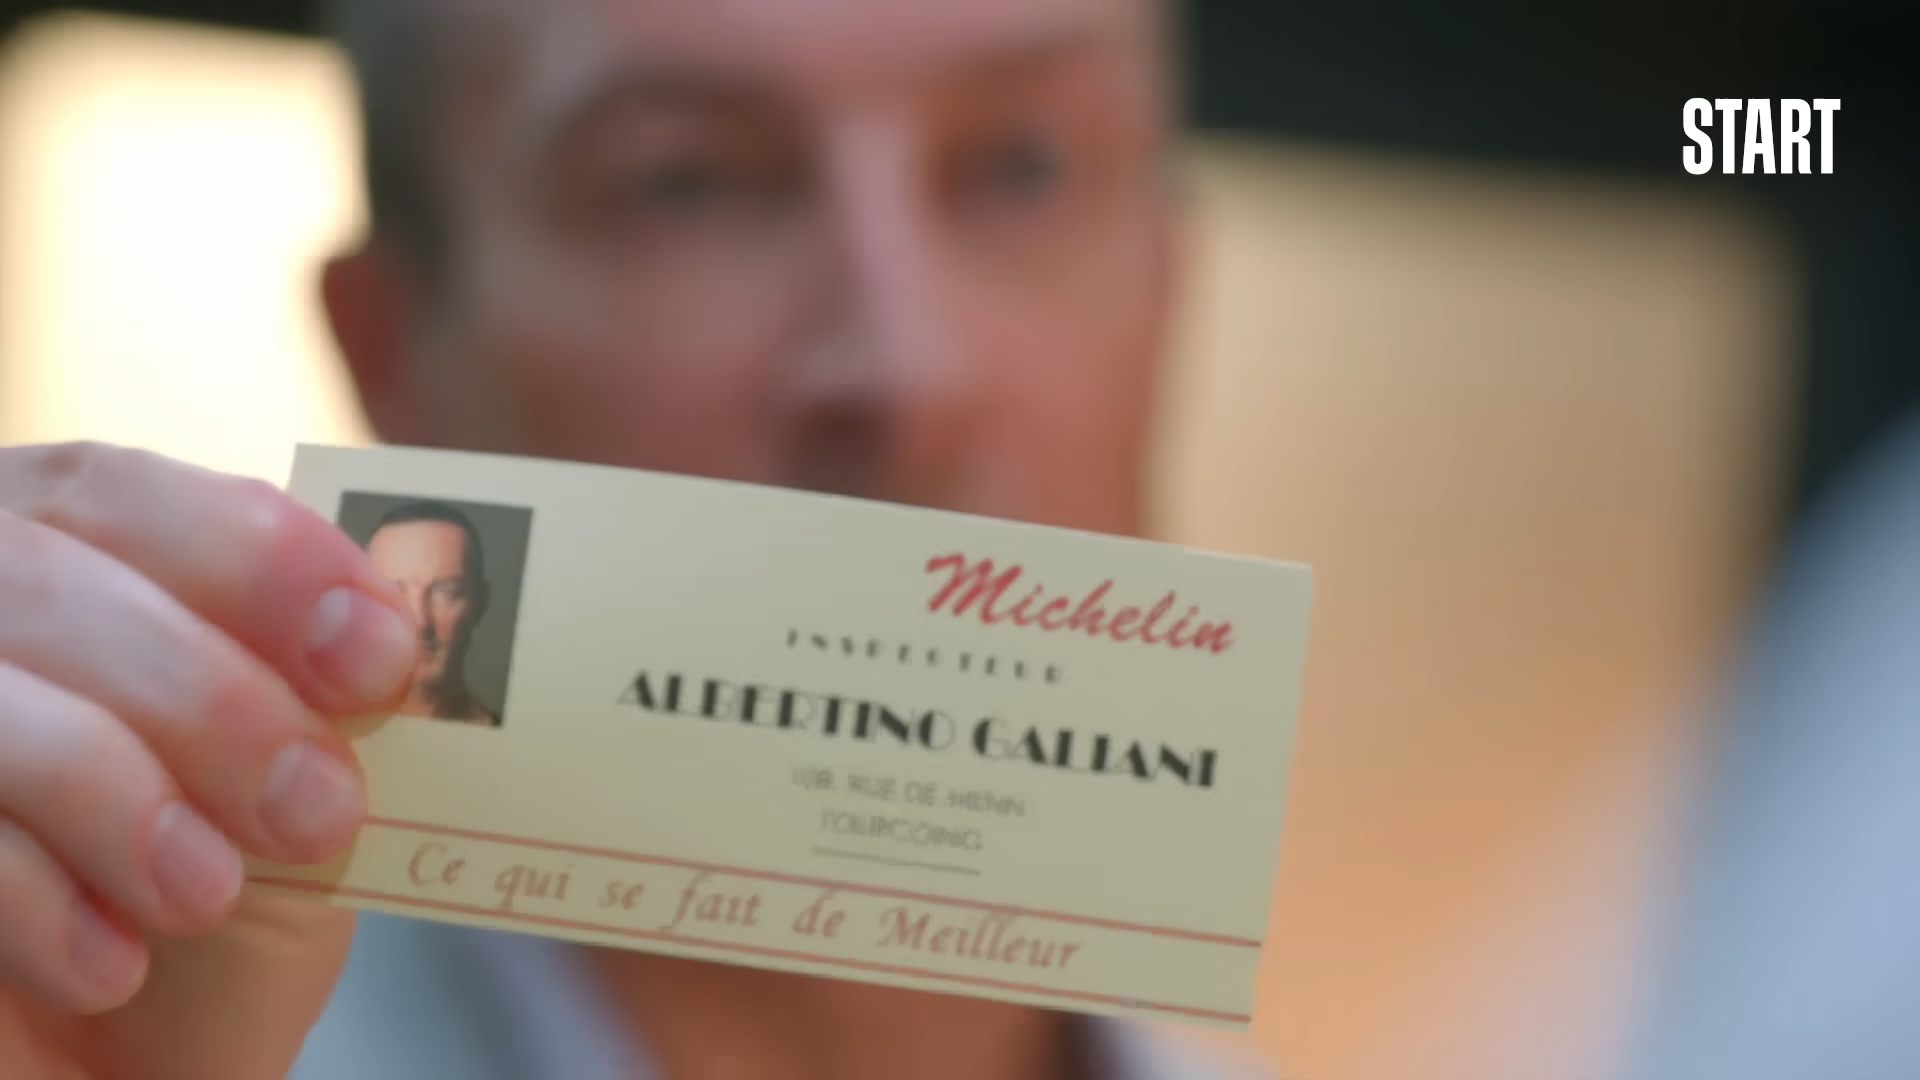 START
Michelin
INSPECTEUR
ALBERTINO GALIANI
RUE DE
TOURCOING
Ce qui se fait de Meilleur